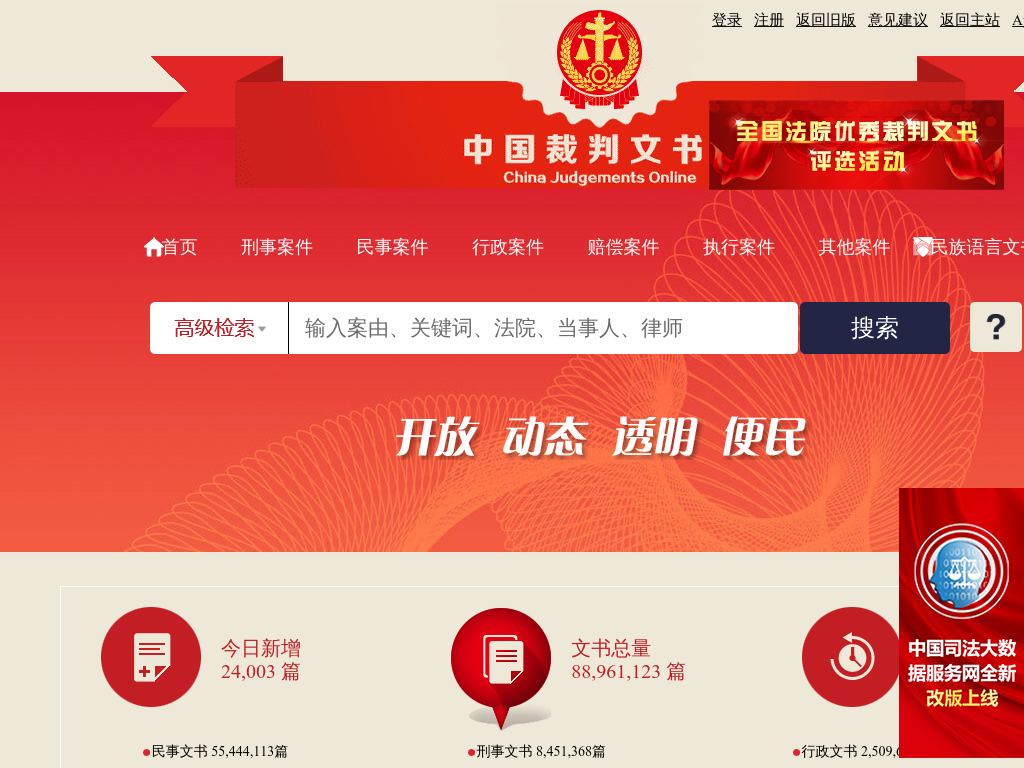 登录 注册 返回旧版 意见建议 返回主站
中国裁判文书
China Judgements Online
全国法院优秀裁判文书
评选活动
首页 刑事案件 民事案件 行政案件 赔偿案件 执行案件 其他案件 民族语言文书
高级检索 输入案由、关键词、法院、当事人、律师 搜索 ?
开放 动态 透明 便民
中国司法大数
据服务网全新
改版上线
今日新增
24,003 篇
文书总量
88,961,123 篇
民事文书 55,444,113篇
刑事文书 8,451,368篇
行政文书 2,509,